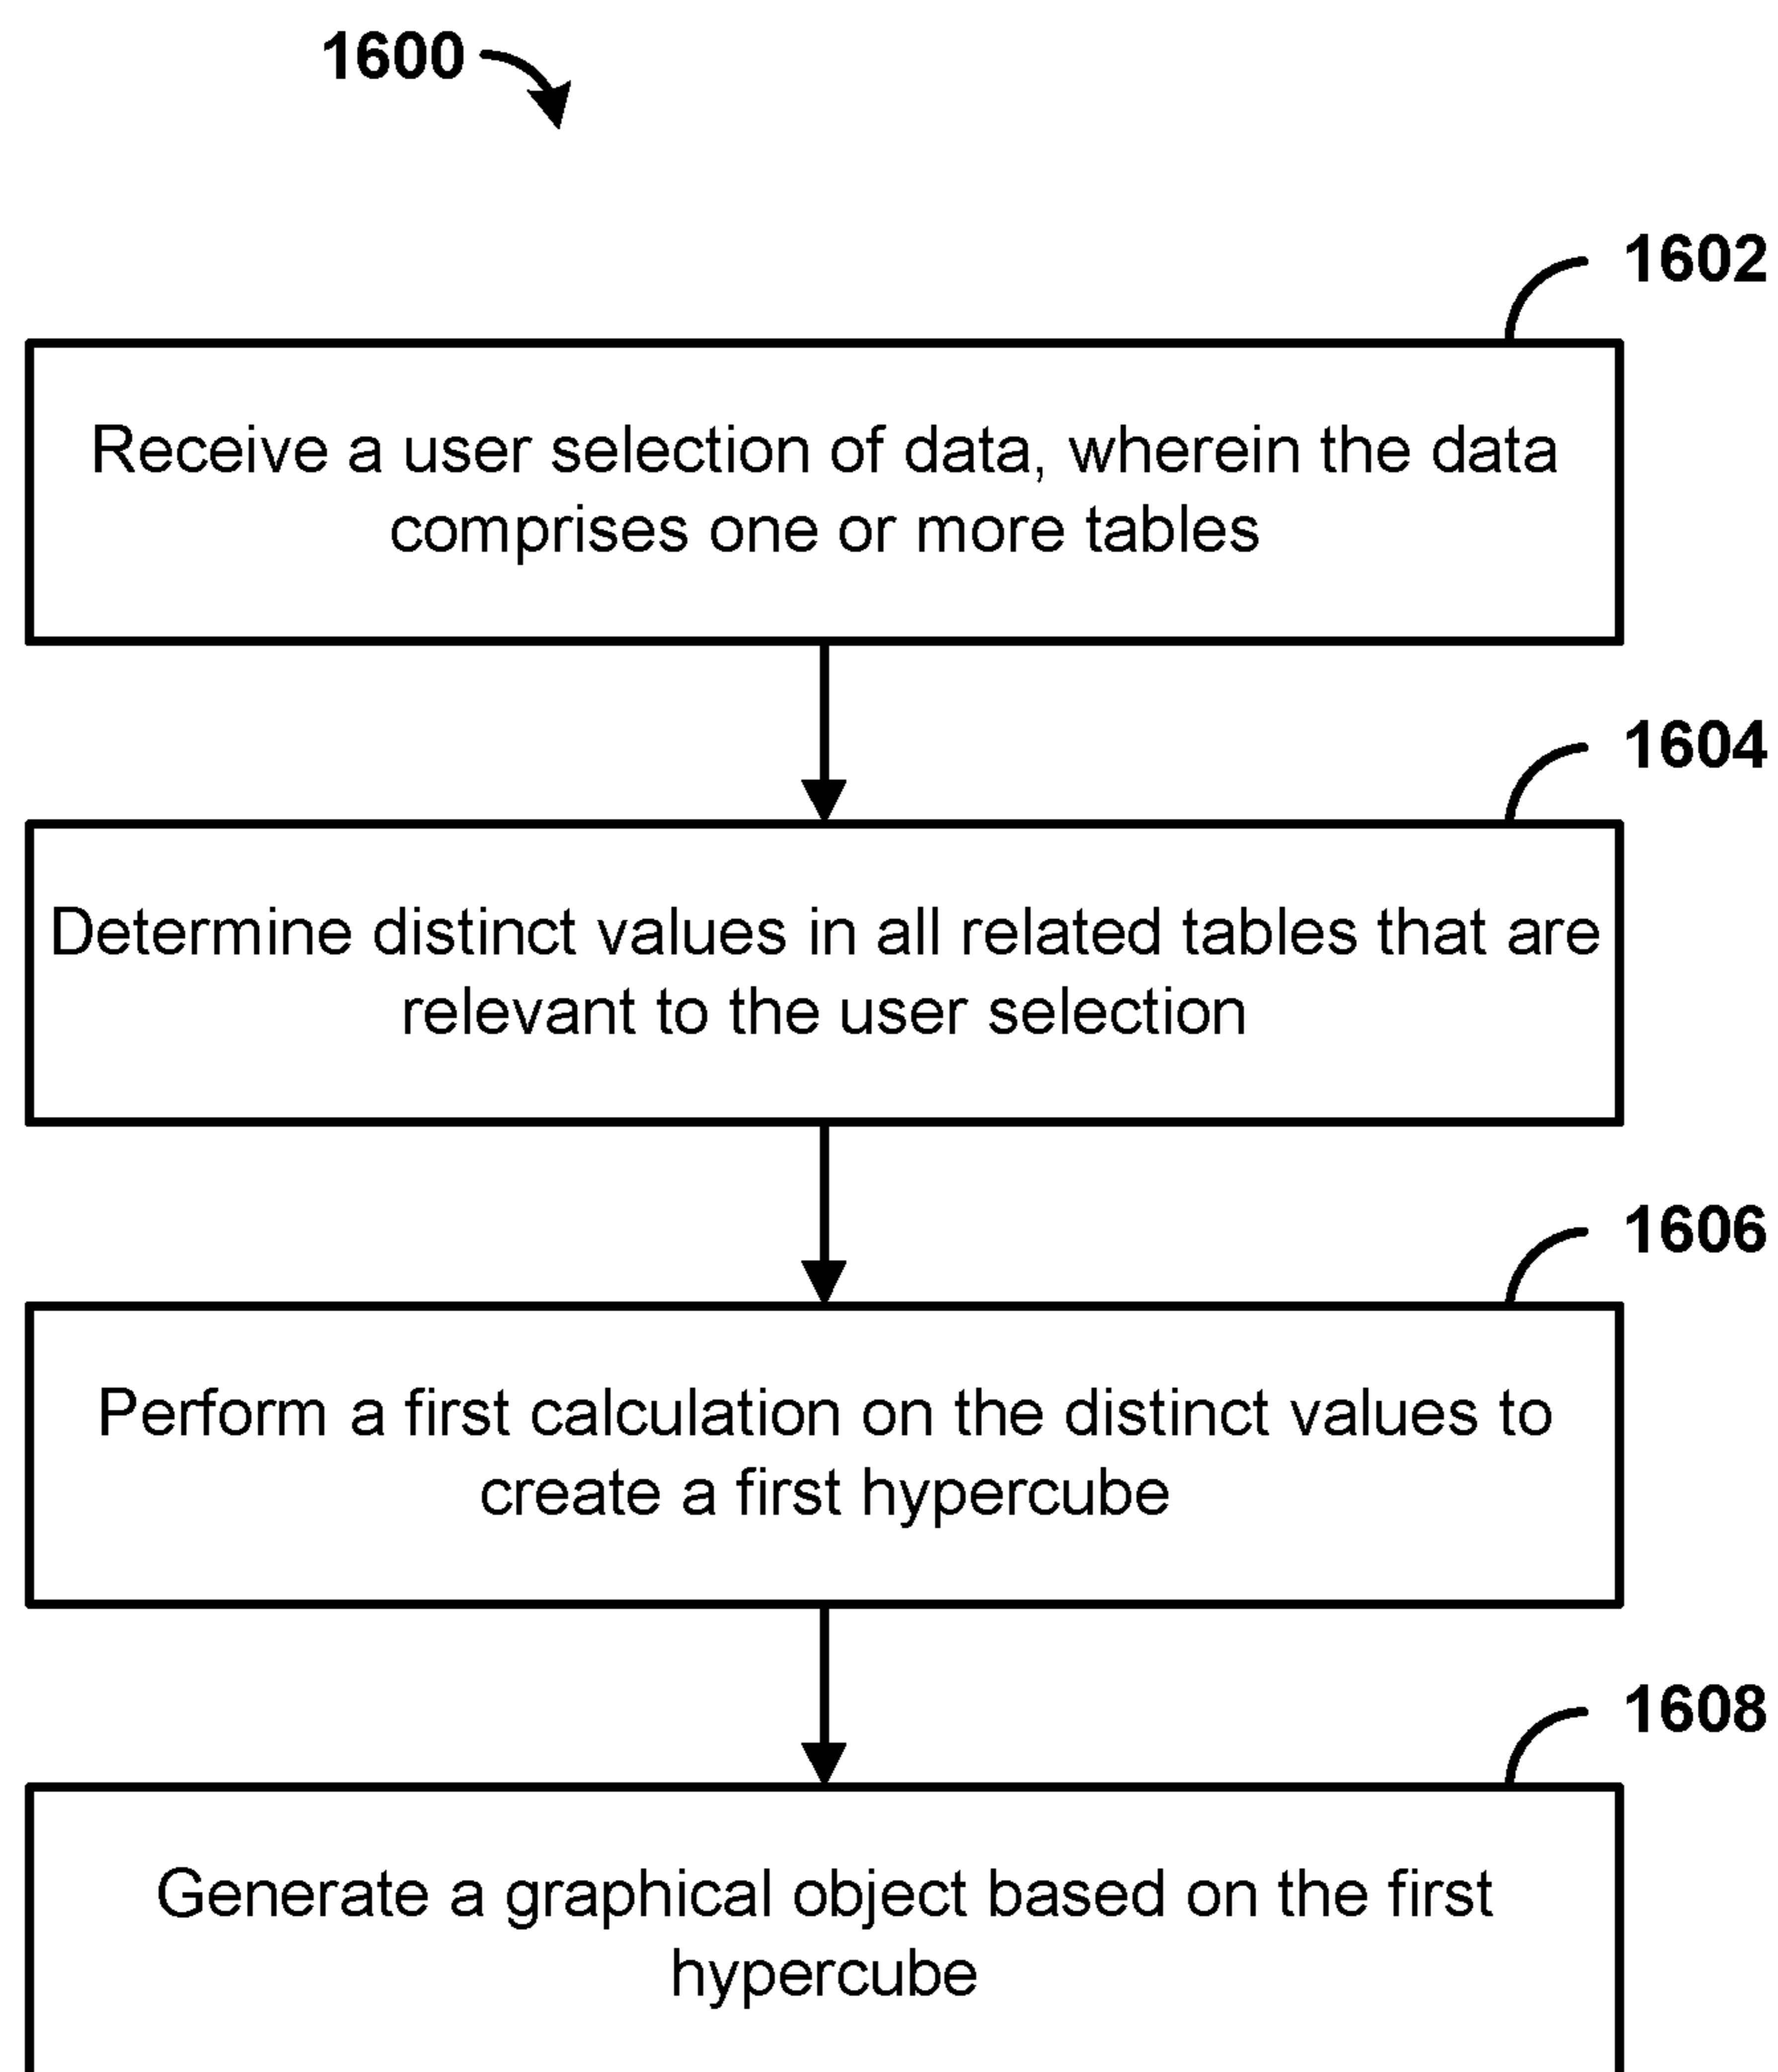 1600
1602
Receive a user selection of data, wherein the data
comprises one or more tables
1604
Determine distinct values in all related tables that are
relevant to the user selection
1606
Perform a first calculation on the distinct values to
create a first hypercube
1608
Generate a graphical object based on the first
hypercube